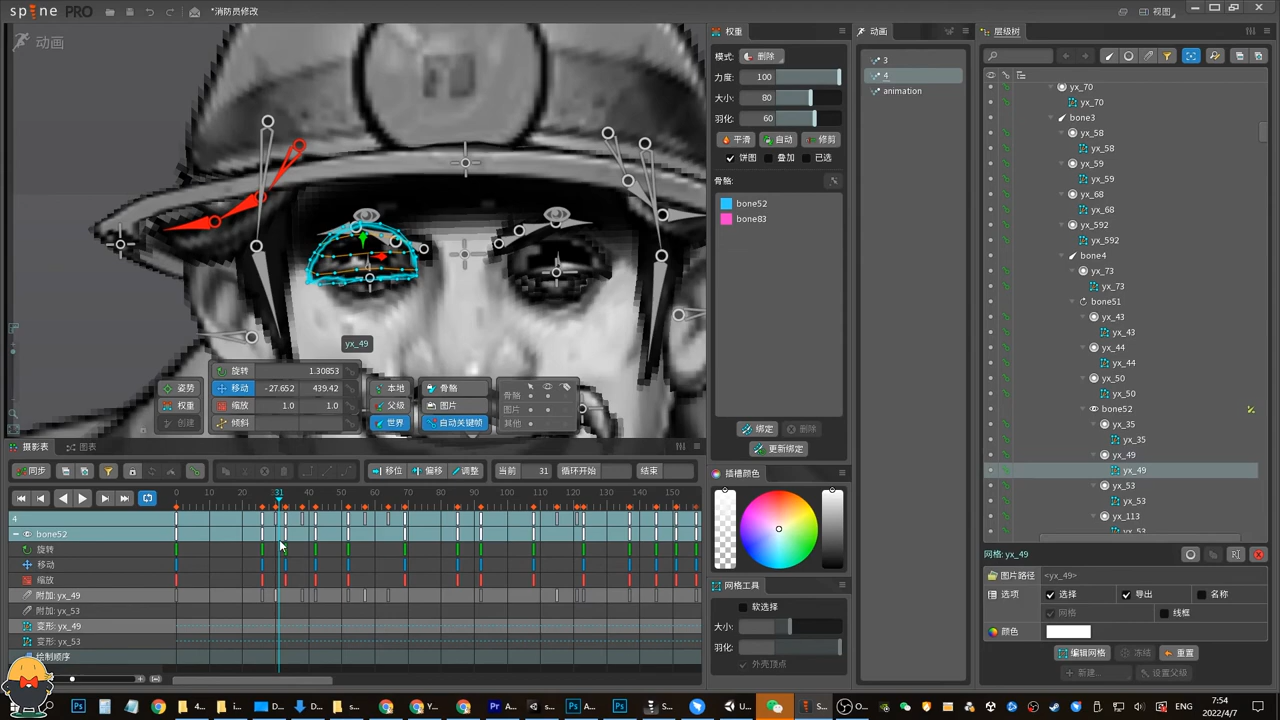 spine PRO
*消防员修改
视图
动画
yx_49
旋转 1.30853
移动 -27.652 439.42
缩放 1.0 1.0
倾斜
姿势
权重
创建
本地
父级
世界
骨骼
图片
自动关键帧
骨骼
图片
其他
权重
模式: 删除
力度: 100
大小: 80
羽化: 60
平滑 自动 修剪
饼图 叠加 已选
骨骼:
bone52
bone83
绑定 删除
更新绑定
插槽颜色
网格工具
软选择
大小:
羽化:
外壳顶点
动画
3
4
animation
层级树
yx_70
yx_70
bone3
yx_58
yx_58
yx_59
yx_59
yx_68
yx_68
yx_592
yx_592
bone4
yx_73
yx_73
bone51
yx_43
yx_43
yx_44
yx_44
yx_50
yx_50
bone52
yx_35
yx_35
yx_49
yx_49
yx_53
yx_53
yx_113
网格: yx_49
图片路径 <yx_49>
选项 选择 导出 名称
网格 线框
颜色
编辑网格 冻结 重置
新建... 设置父级
摄影表 图表
同步 移位 偏移 调整 当前 31 循环开始 结束
0 10 20 31 40 50 60 70 80 90 100 110 120 130 140 150
4
bone52
旋转
移动
缩放
附加: yx_49
附加: yx_53
变形: yx_49
变形: yx_53
绘制顺序
4... i... D... 下... s... Y... A... s... A... S... U... S... O... ENG 7:54
2022/4/7